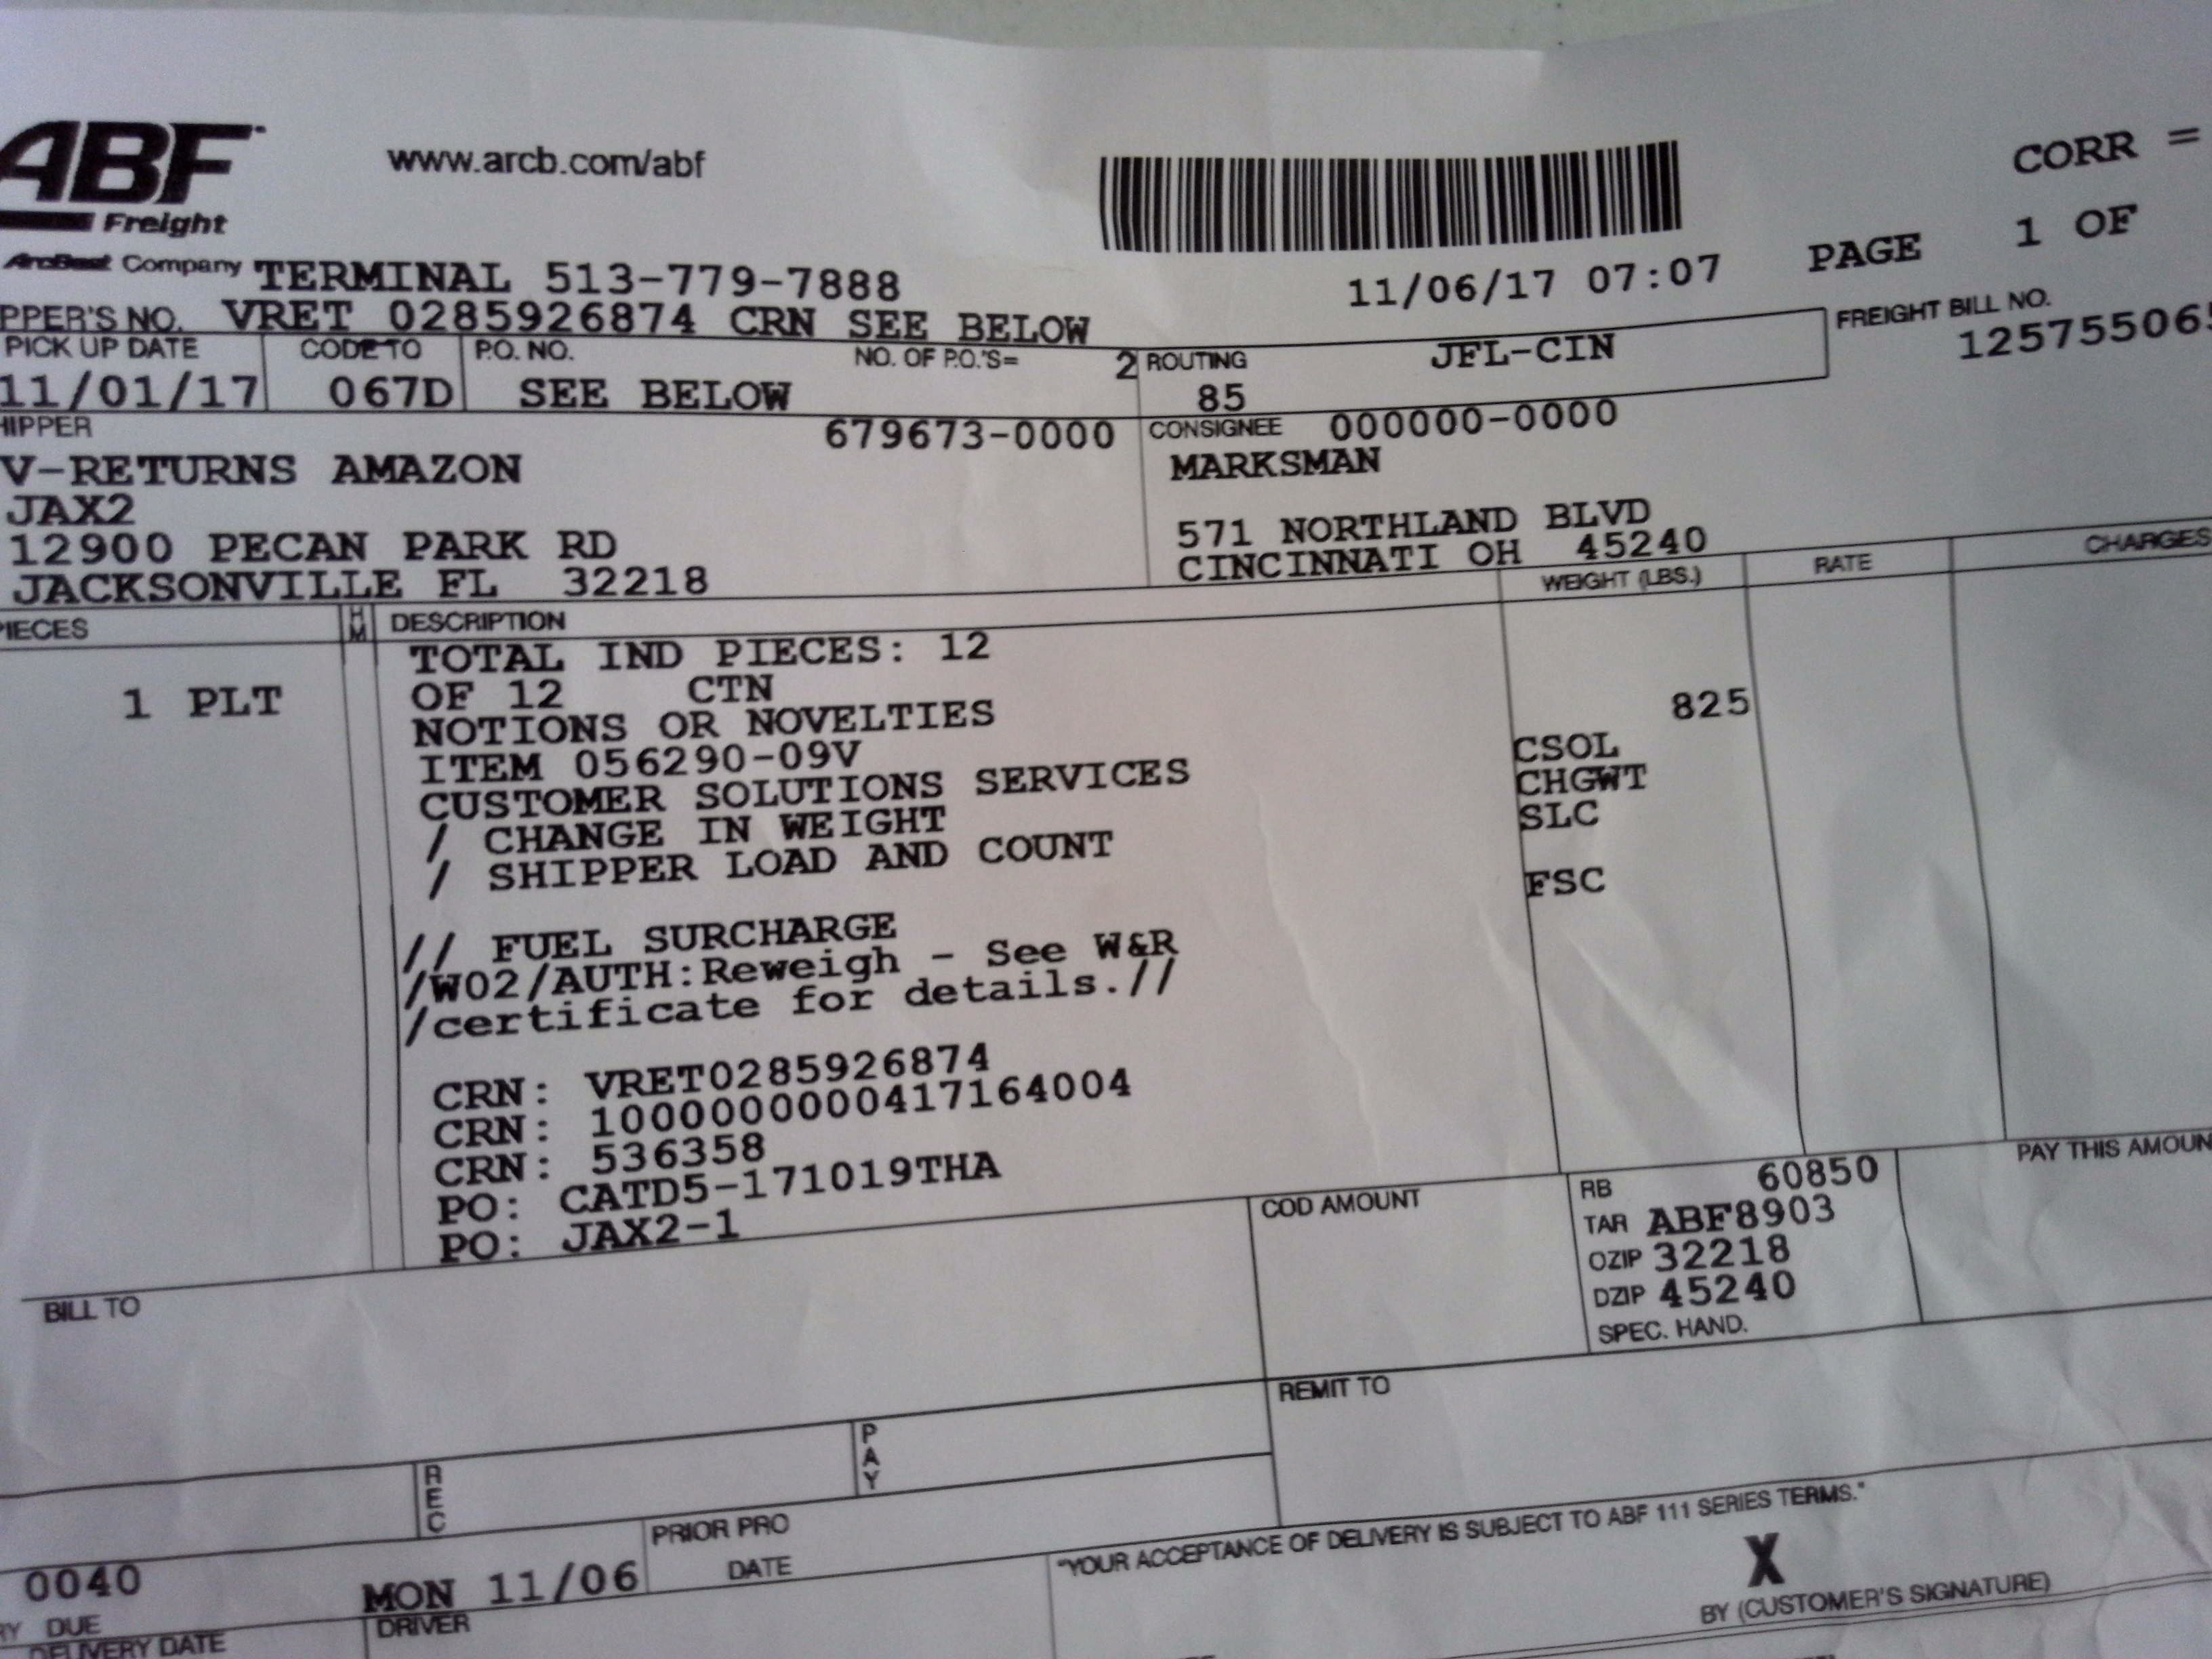 ABF
Freight
www.arcb.com/abf
CORR =
ArcBest Company TERMINAL 513-779-7888
11/06/17 07:07 PAGE 1 OF
PPER'S NO. VRET 0285926874 CRN SEE BELOW
FREIGHT BILL NO.
PICK UP DATE CODE TO P.O. NO. NO. OF P.O.'S= 2 ROUTING JFL-CIN
125755065
11/01/17 067D SEE BELOW 85
HIPPER 679673-0000 CONSIGNEE 000000-0000
V-RETURNS AMAZON MARKSMAN
JAX2
12900 PECAN PARK RD 571 NORTHLAND BLVD
JACKSONVILLE FL 32218 CINCINNATI OH 45240
PIECES HM DESCRIPTION WEIGHT (LBS.) RATE CHARGES
TOTAL IND PIECES: 12
1 PLT OF 12 CTN 825
NOTIONS OR NOVELTIES
ITEM 056290-09V
CUSTOMER SOLUTIONS SERVICES CSOL
/ CHANGE IN WEIGHT CHGWT
/ SHIPPER LOAD AND COUNT SLC
// FUEL SURCHARGE FSC
/W02/AUTH:Reweigh - See W&R
/certificate for details.//
CRN: VRET0285926874
CRN: 1000000000417164004
CRN: 536358
PO: CATD5-171019THA
PO: JAX2-1
COD AMOUNT
RB 60850
PAY THIS AMOUN
TAR ABF8903
OZIP 32218
DZIP 45240
SPEC. HAND.
BILL TO
REMIT TO
REC
PAY
"YOUR ACCEPTANCE OF DELIVERY IS SUBJECT TO ABF 111 SERIES TERMS."
0040 MON 11/06 PRIOR PRO
DATE
X
BY (CUSTOMER'S SIGNATURE)
RY DUE
DELIVERY DATE
DRIVER